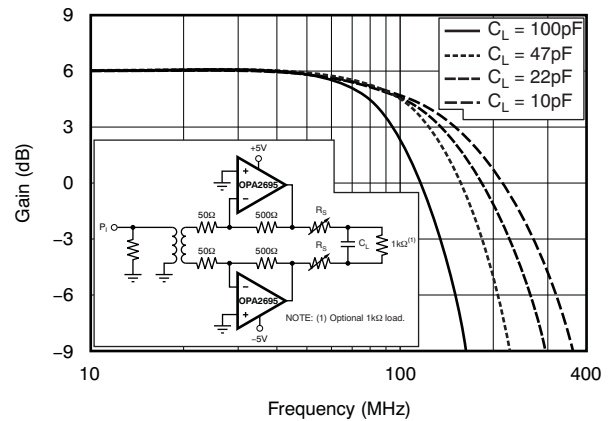 C_L = 100pF
C_L = 47pF
C_L = 22pF
C_L = 10pF
Gain (dB)
9
6
3
0
−3
−6
−9
+5V
+
OPA2695
−
50Ω
500Ω
R_S
P_I
C_L
1kΩ(1)
50Ω
500Ω
R_S
−
OPA2695
+
−5V
NOTE: (1) Optional 1kΩ load.
10
100
400
Frequency (MHz)